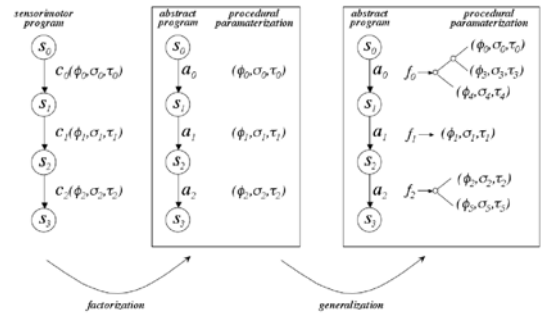 sensorimotor
program
S0
c0(ϕ0,σ0,τ0)
S1
c1(ϕ1,σ1,τ1)
S2
c2(ϕ2,σ2,τ2)
S3
abstract
program
procedural
paramaterization
S0
a0 (ϕ0,σ0,τ0)
S1
a1 (ϕ1,σ1,τ1)
S2
a2 (ϕ2,σ2,τ2)
S3
abstract
program
procedural
paramaterization
S0
(ϕ0,σ0,τ0)
a0 f0 (ϕ3,σ3,τ3)
(ϕ4,σ4,τ4)
S1
a1 f1 (ϕ1,σ1,τ1)
S2
(ϕ2,σ2,τ2)
a2 f2
(ϕ5,σ5,τ5)
S3
factorization
generalization